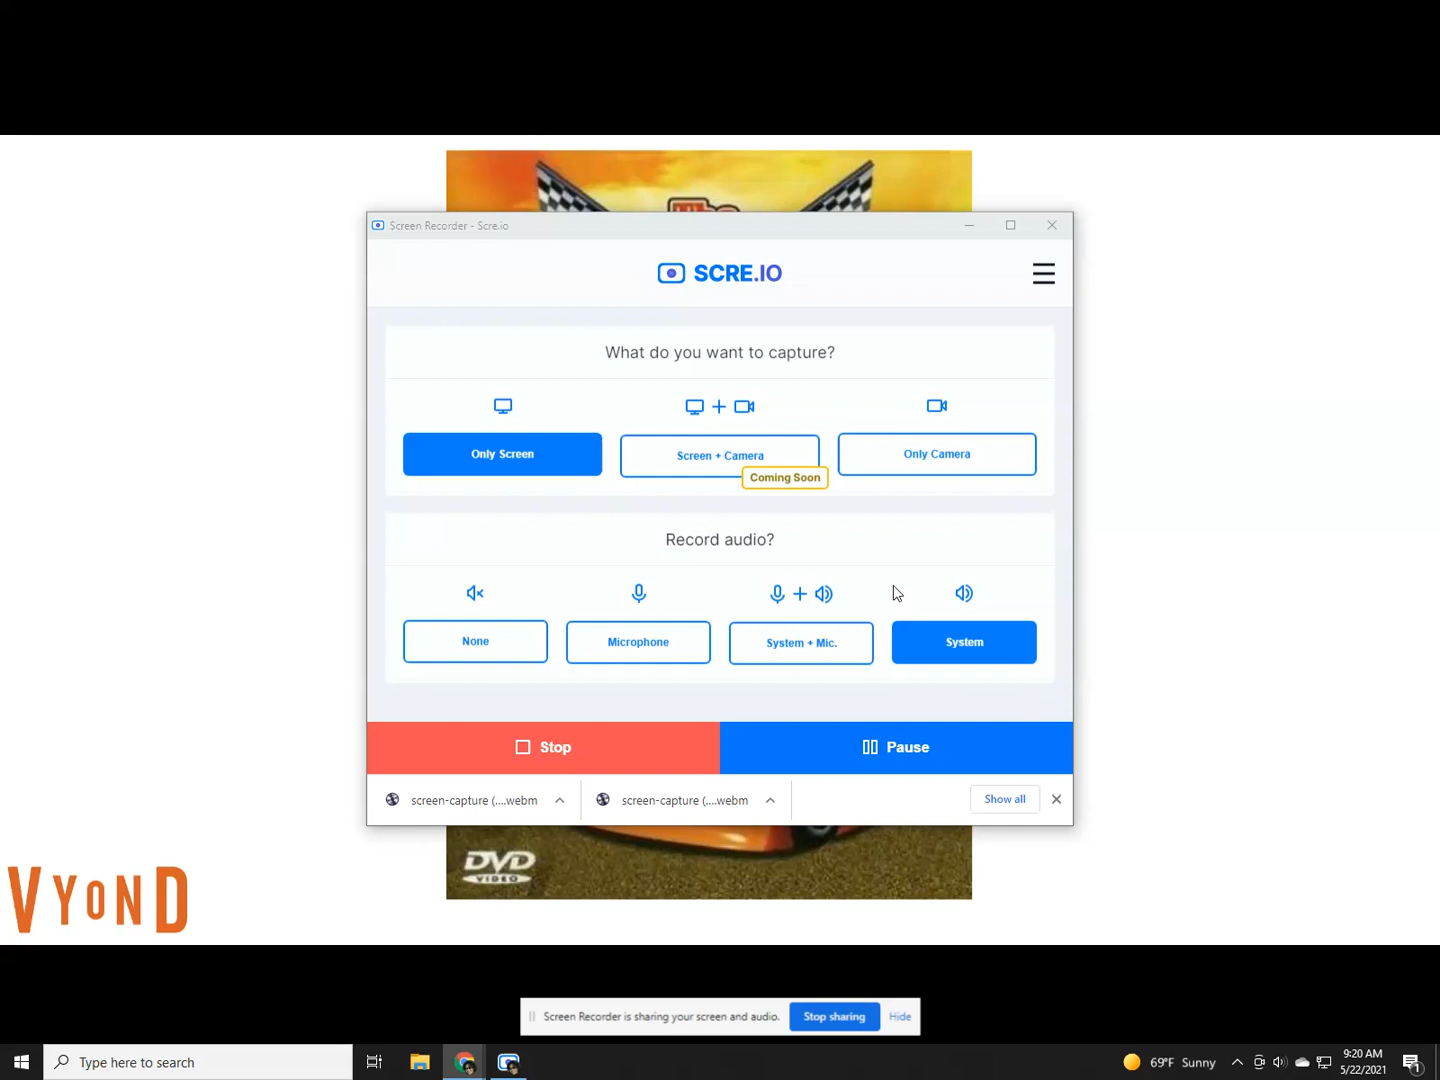 Screen Recorder - Scre.io
SCRE.IO
What do you want to capture?
Only Screen
Screen + Camera
Coming Soon
Only Camera
Record audio?
None
Microphone
System + Mic.
System
Stop
Pause
screen-capture (....webm
screen-capture (....webm
Show all
DVD
VIDEO
VYOND
Screen Recorder is sharing your screen and audio.
Stop sharing
Hide
Type here to search
69°F Sunny
9:20 AM
5/22/2021
1